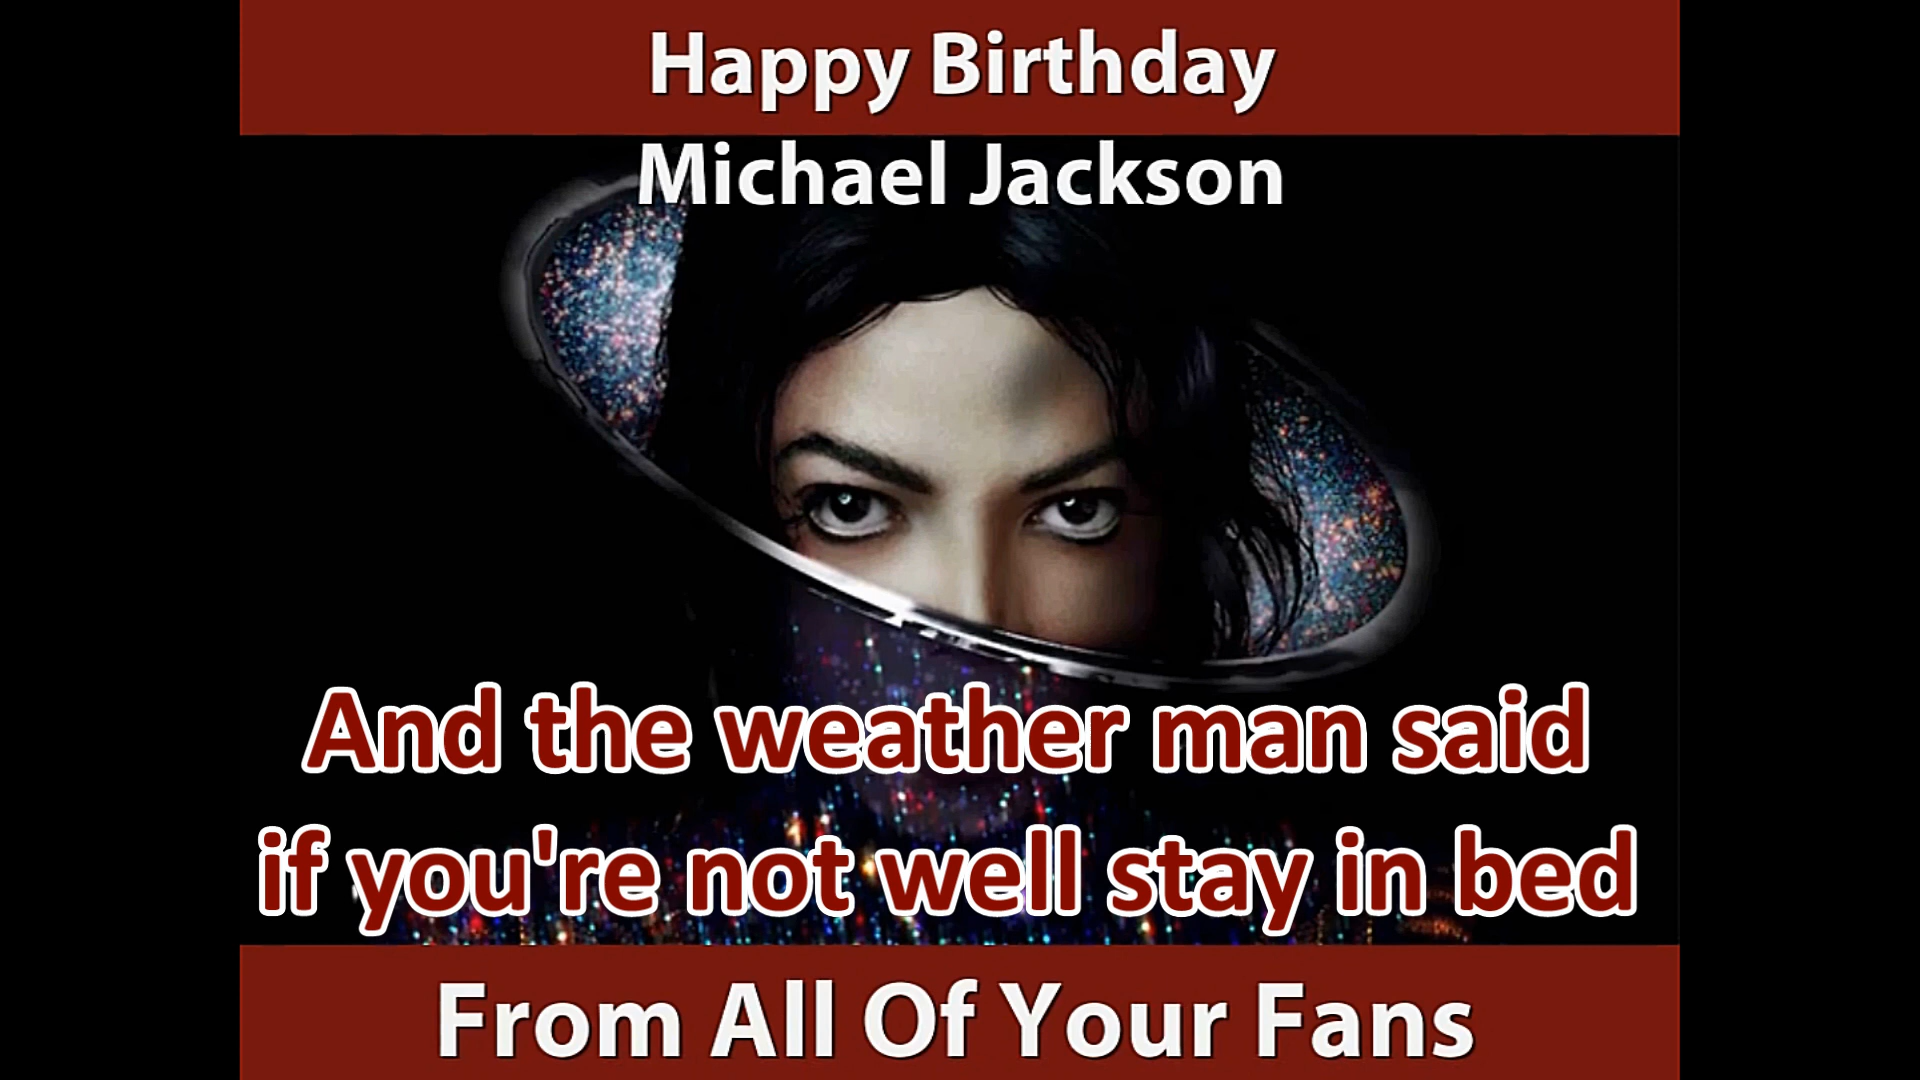 Happy Birthday
Michael Jackson
And the weather man said
if you're not well stay in bed
From All Of Your Fans